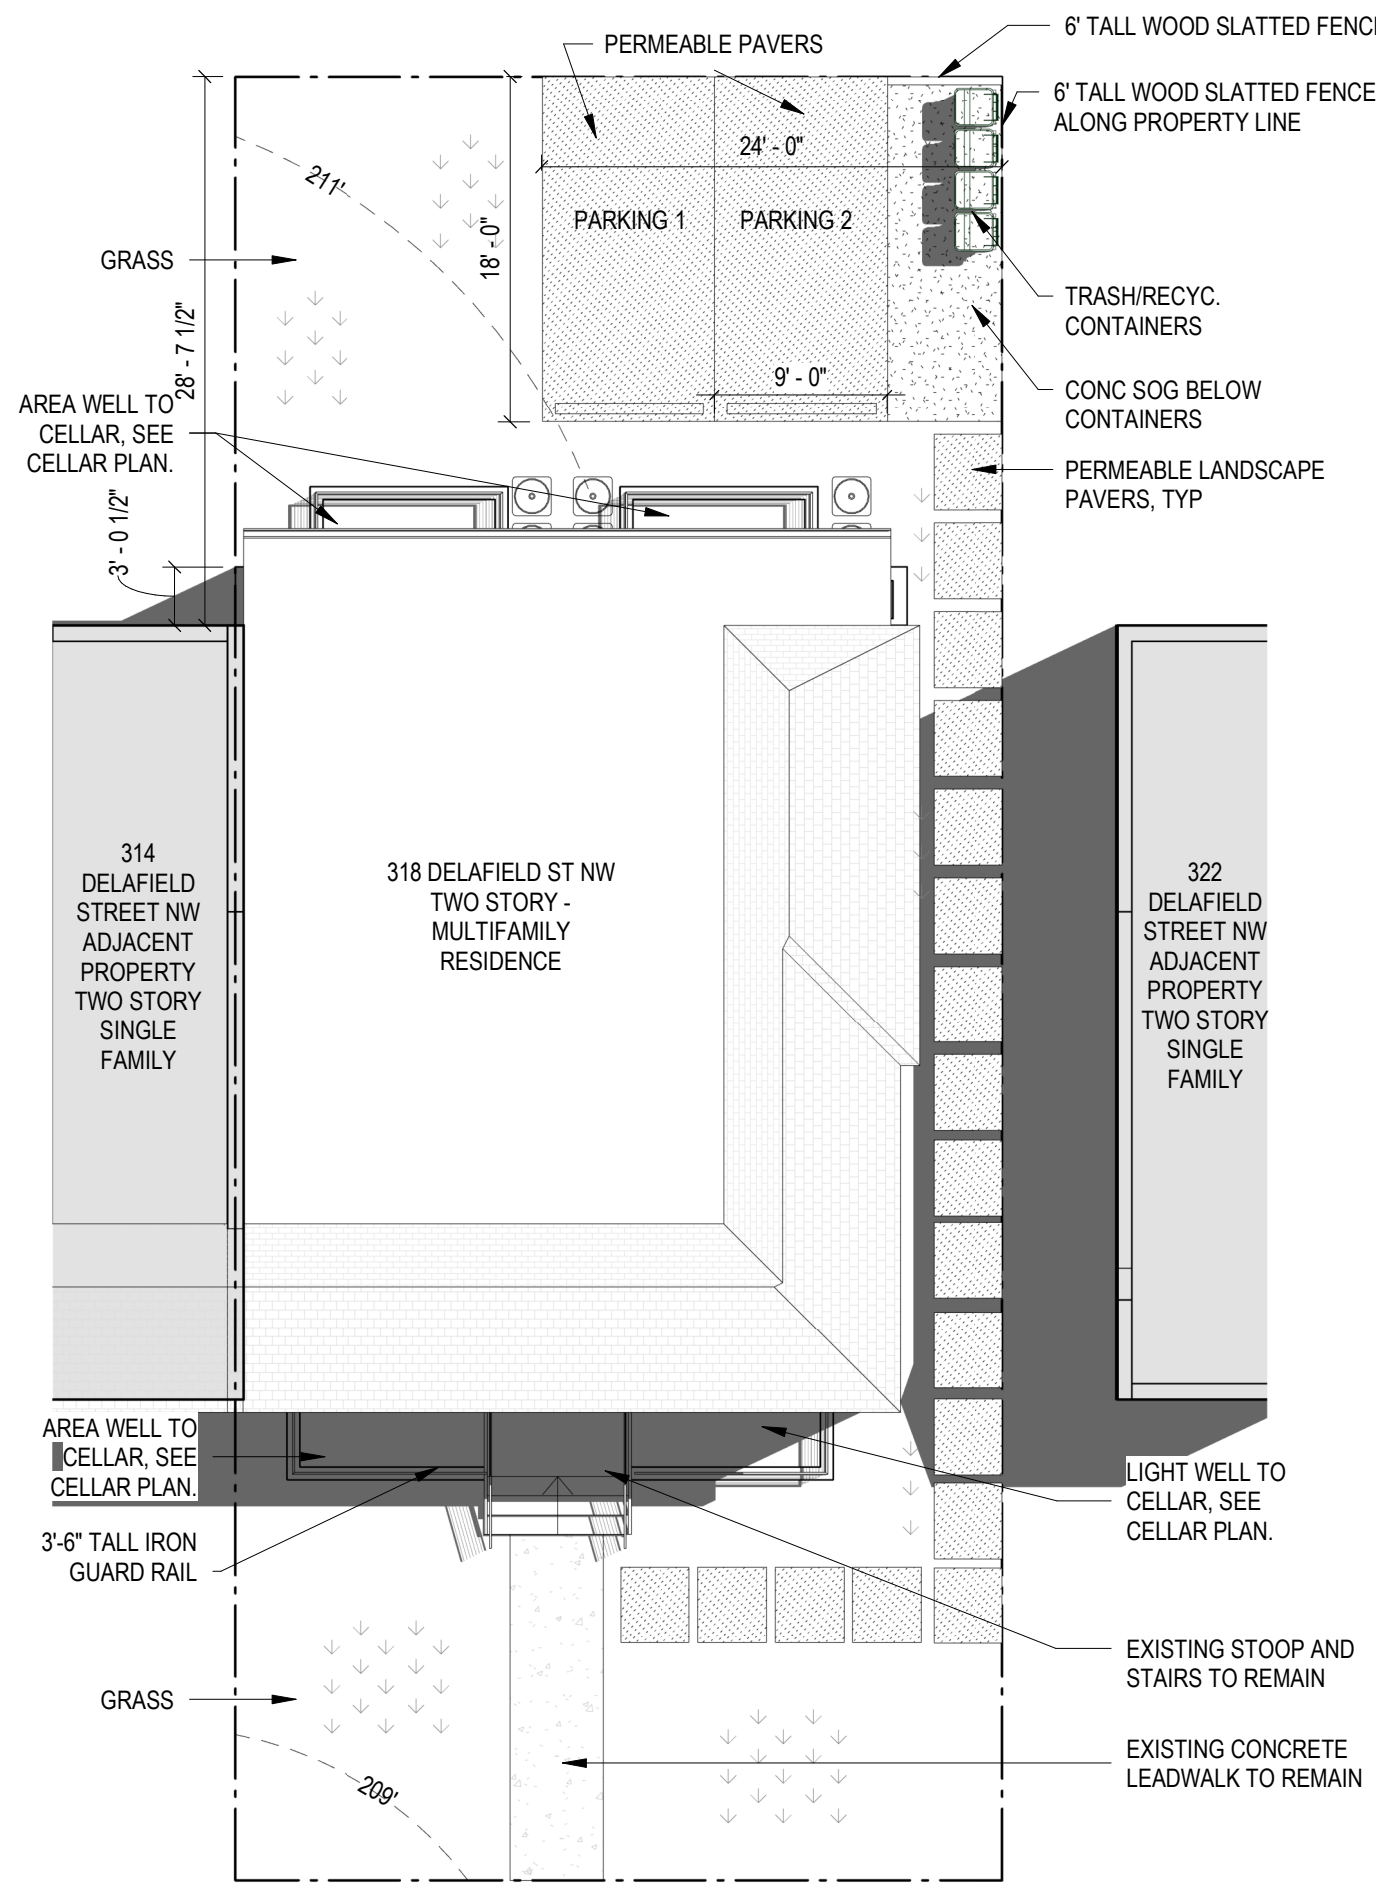 6' TALL WOOD SLATTED FENC
PERMEABLE PAVERS
6' TALL WOOD SLATTED FENCE
ALONG PROPERTY LINE
24' - 0"
211'
PARKING 1
PARKING 2
18' - 0"
GRASS
TRASH/RECYC.
CONTAINERS
28' - 7 1/2"
9' - 0"
CONC SOG BELOW
CONTAINERS
AREA WELL TO
CELLAR, SEE
CELLAR PLAN.
PERMEABLE LANDSCAPE
PAVERS, TYP
3' - 0 1/2"
314
DELAFIELD
STREET NW
ADJACENT
PROPERTY
TWO STORY
SINGLE
FAMILY
318 DELAFIELD ST NW
TWO STORY -
MULTIFAMILY
RESIDENCE
322
DELAFIELD
STREET NW
ADJACENT
PROPERTY
TWO STORY
SINGLE
FAMILY
AREA WELL TO
CELLAR, SEE
CELLAR PLAN.
LIGHT WELL TO
CELLAR, SEE
CELLAR PLAN.
3'-6" TALL IRON
GUARD RAIL
EXISTING STOOP AND
STAIRS TO REMAIN
GRASS
EXISTING CONCRETE
LEADWALK TO REMAIN
209'